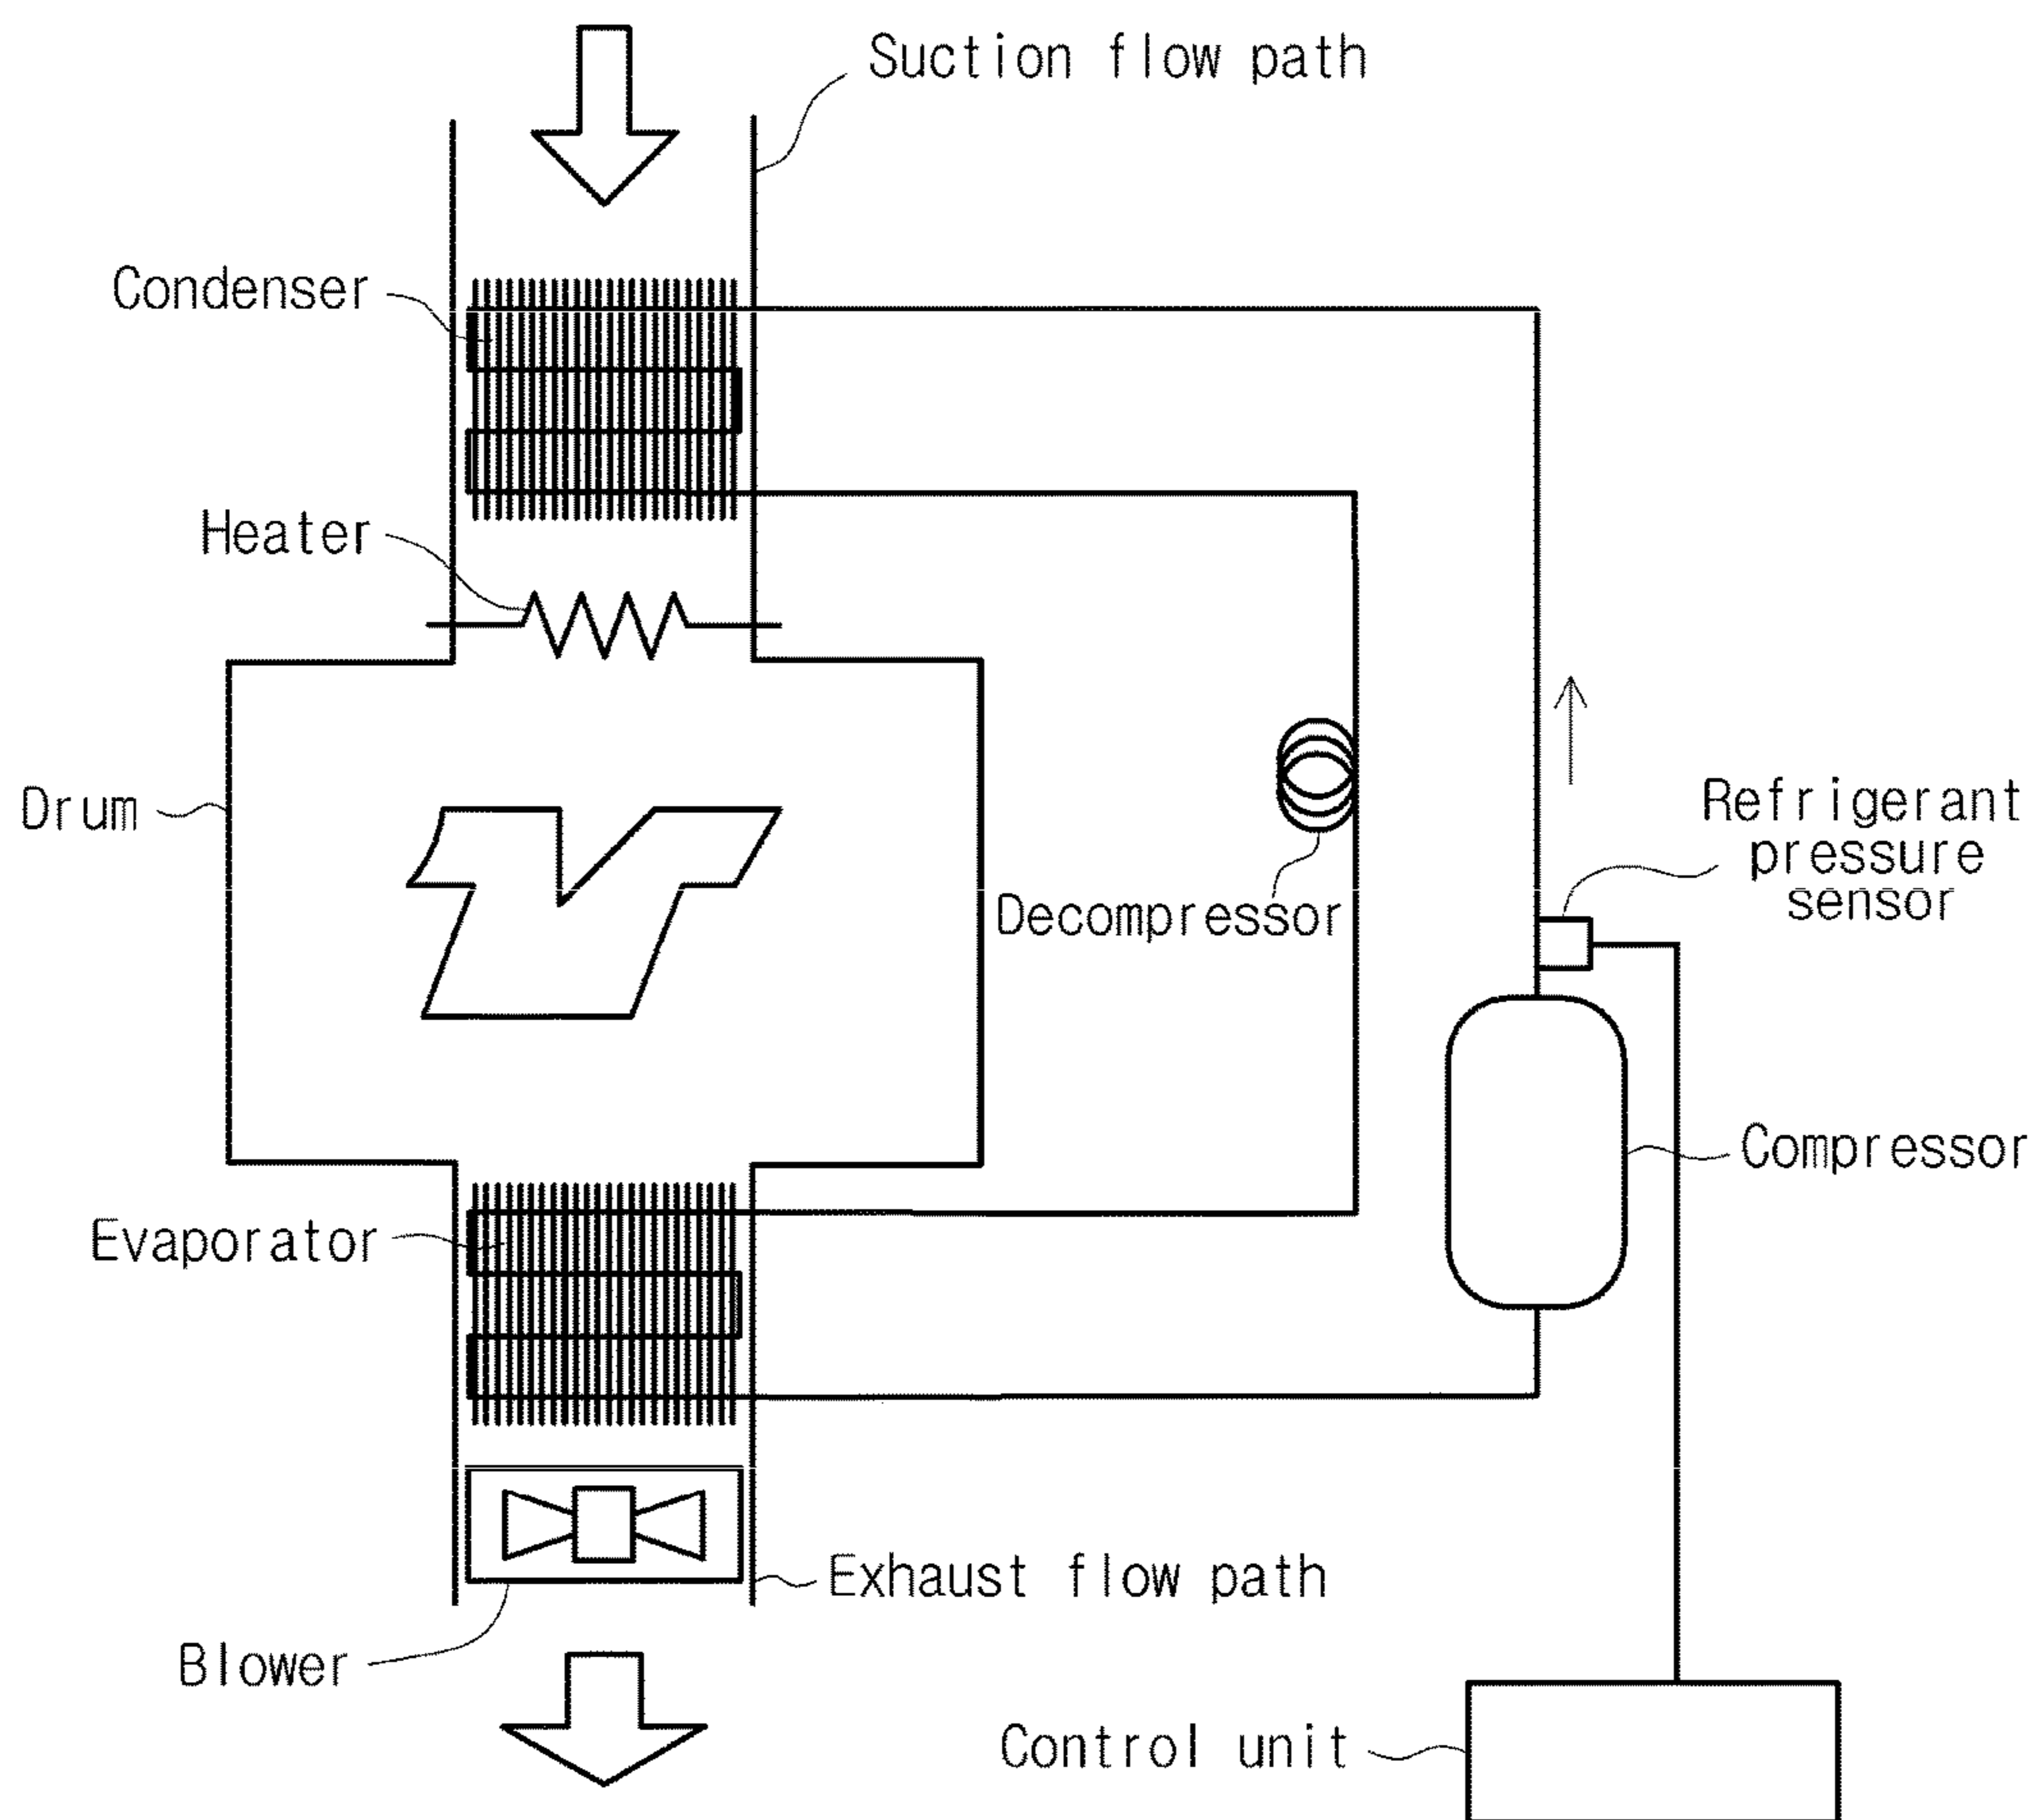 Suction flow path
Condenser
Heater
Drum
Refrigerant
pressure
sensor
Decompressor
Compressor
Evaporator
Exhaust flow path
Blower
Control unit